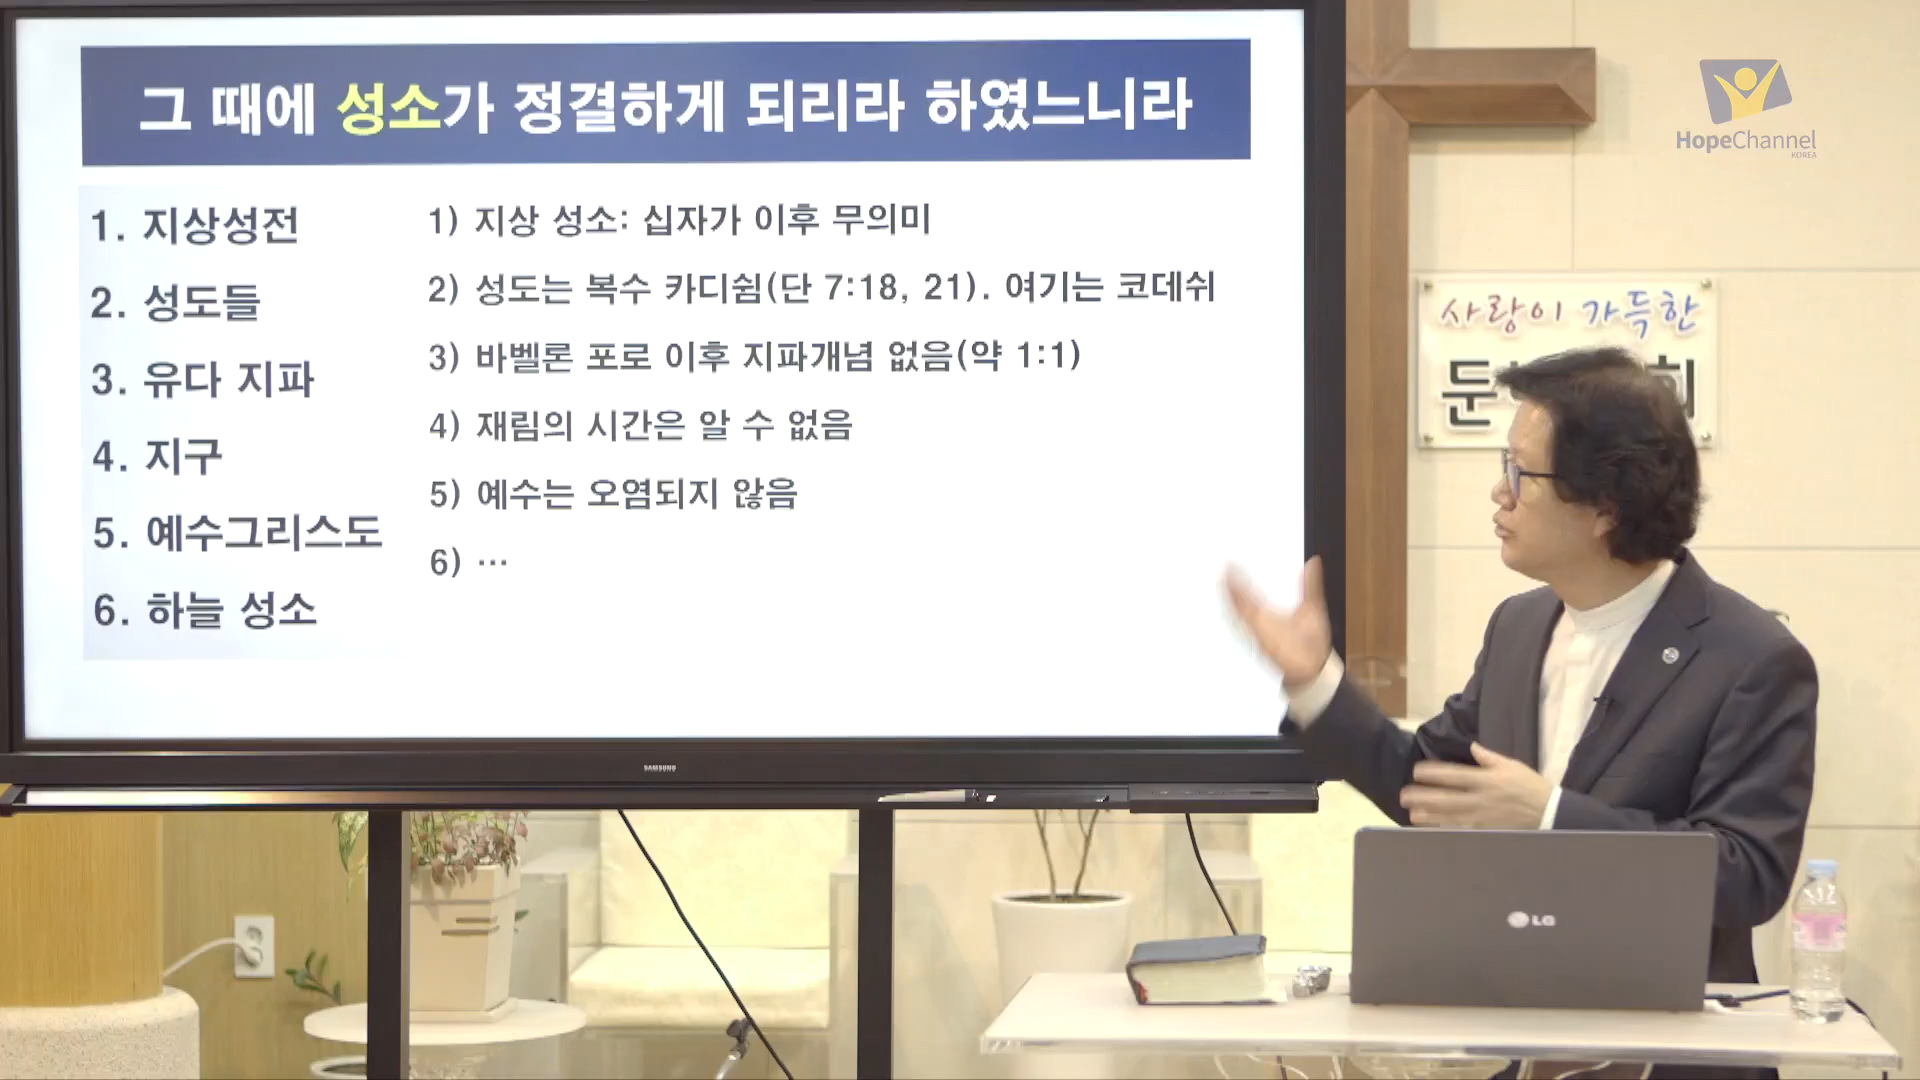 그 때에 성소가 정결하게 되리라 하였느니라
1. 지상성전
2. 성도들
3. 유다 지파
4. 지구
5. 예수그리스도
6. 하늘 성소
1) 지상 성소: 십자가 이후 무의미
2) 성도는 복수 카디쉼(단 7:18, 21). 여기는 코데쉬
3) 바벨론 포로 이후 지파개념 없음(약 1:1)
4) 재림의 시간은 알 수 없음
5) 예수는 오염되지 않음
6) …
SAMSUNG
HopeChannel
KOREA
사랑이 가득한
LG